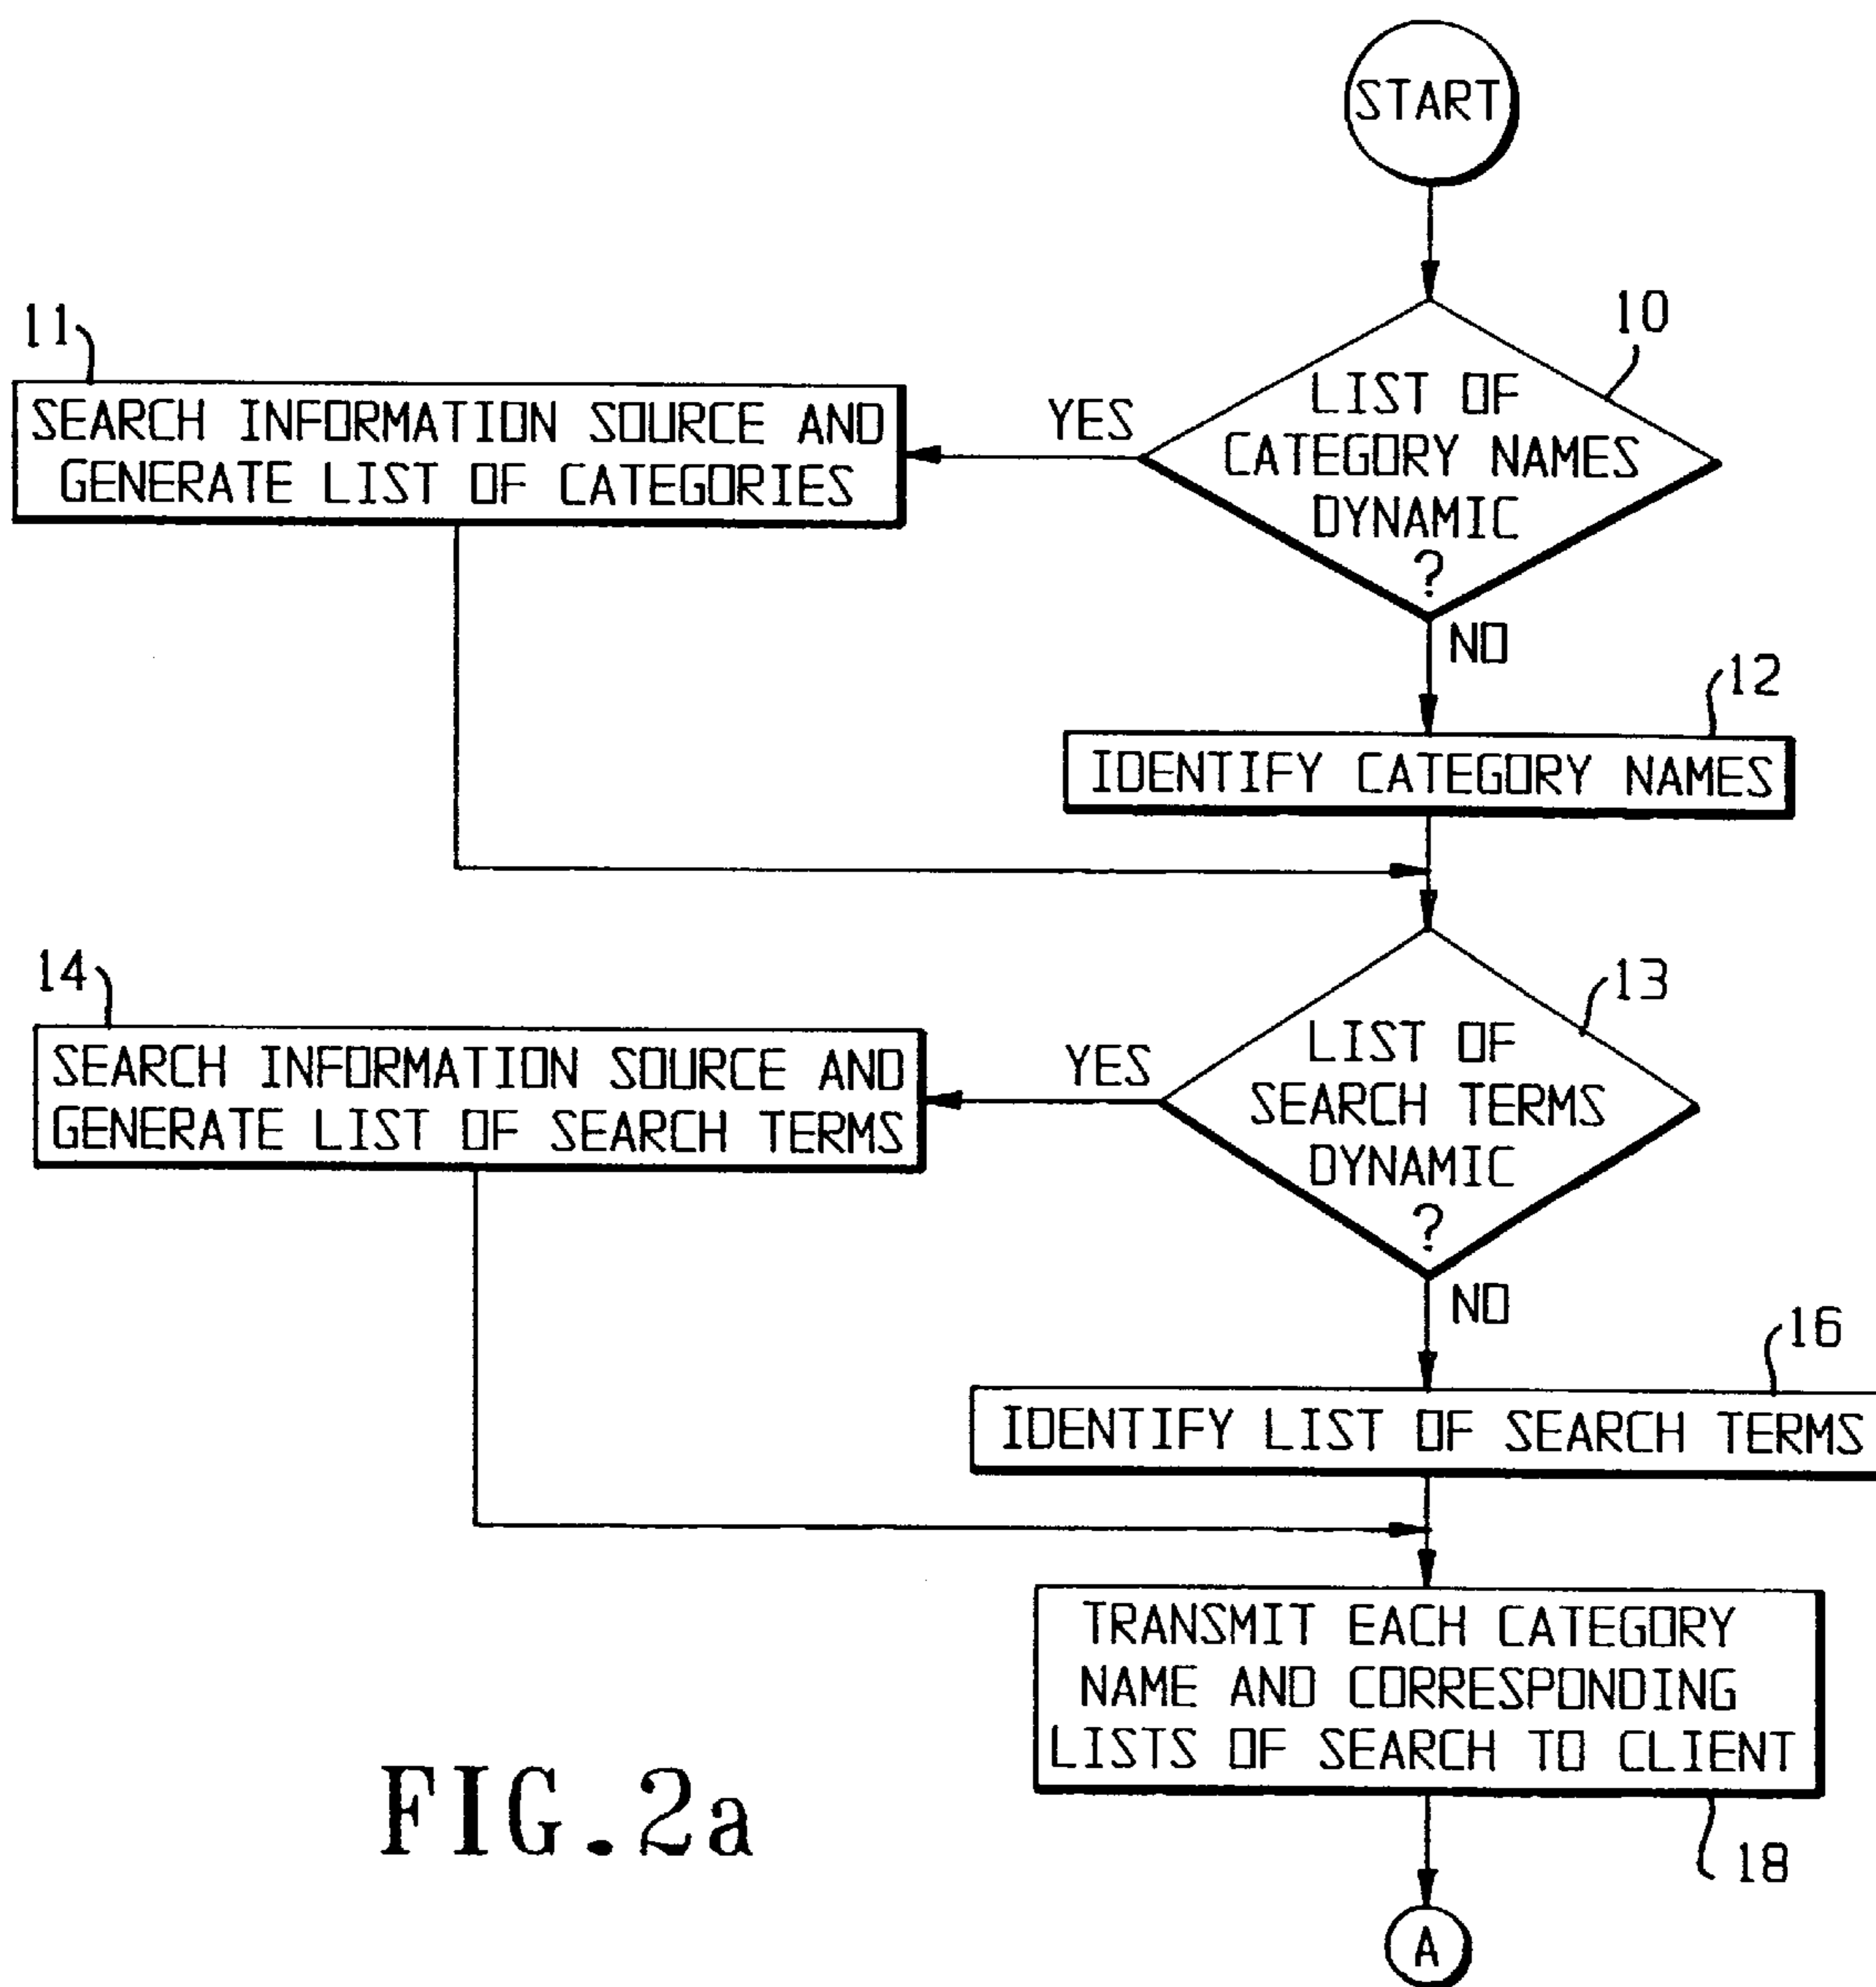 START
10
LIST OF
CATEGORY NAMES
DYNAMIC
?
YES
11
SEARCH INFORMATION SOURCE AND
GENERATE LIST OF CATEGORIES
NO
12
IDENTIFY CATEGORY NAMES
13
LIST OF
SEARCH TERMS
DYNAMIC
?
YES
14
SEARCH INFORMATION SOURCE AND
GENERATE LIST OF SEARCH TERMS
NO
16
IDENTIFY LIST OF SEARCH TERMS
TRANSMIT EACH CATEGORY
NAME AND CORRESPONDING
LISTS OF SEARCH TO CLIENT
18
A
FIG.2a